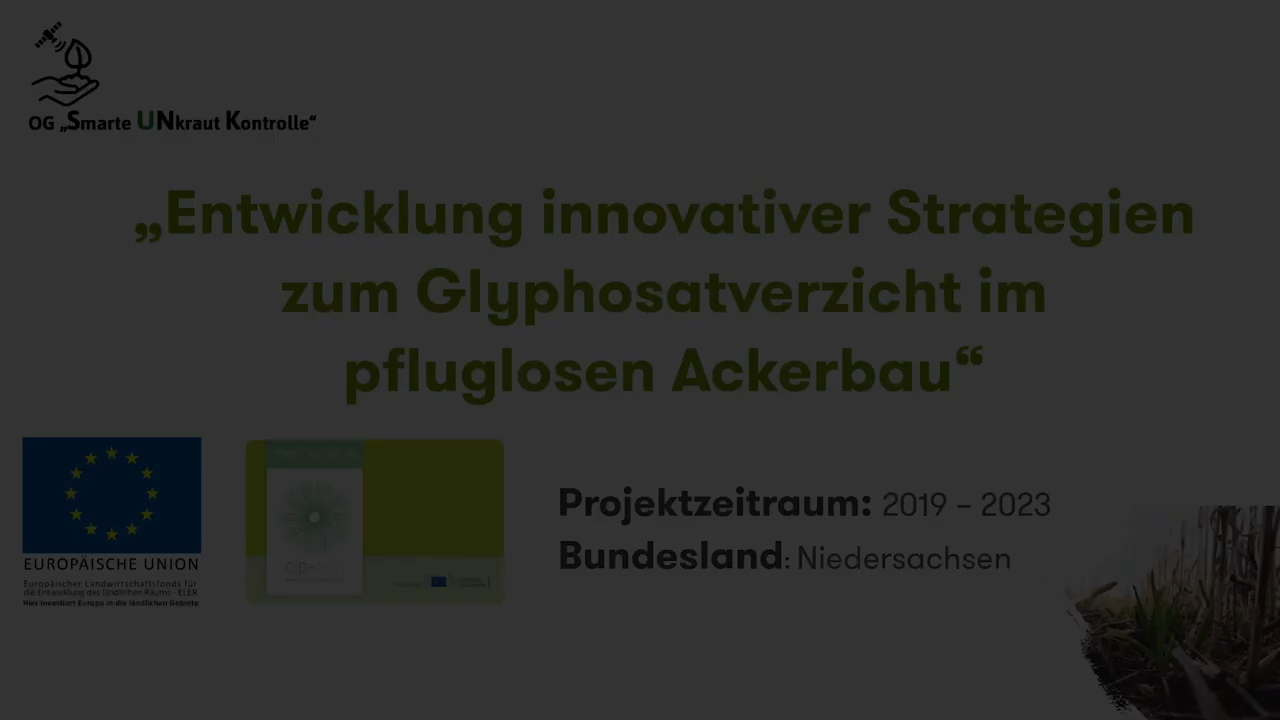 OG „Smarte UNkraut Kontrolle“
„Entwicklung innovativer Strategien
zum Glyphosatverzicht im
pfluglosen Ackerbau“
EUROPÄISCHE UNION
Europäischer Landwirtschaftsfonds für
die Entwicklung des ländlichen Raums - ELER
Hier investiert Europa in die ländlichen Gebiete
Projektzeitraum: 2019 – 2023
Bundesland: Niedersachsen